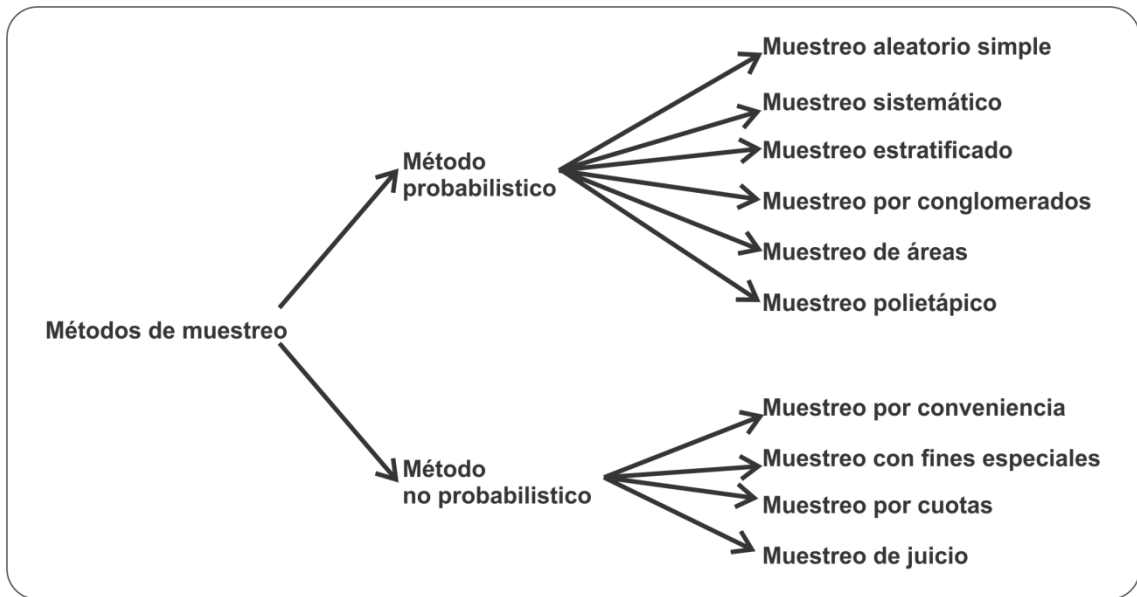 Métodos de muestreo
Método
probabilistico
Muestreo aleatorio simple
Muestreo sistemático
Muestreo estratificado
Muestreo por conglomerados
Muestreo de áreas
Muestreo polietápico
Método
no probabilistico
Muestreo por conveniencia
Muestreo con fines especiales
Muestreo por cuotas
Muestreo de juicio